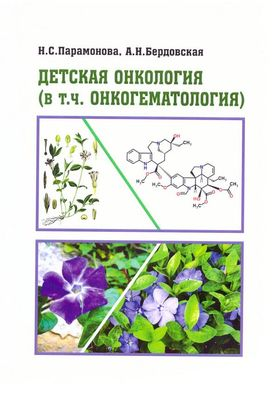 Н.С.Парамонова, А.Н.Бердовская
ДЕТСКАЯ ОНКОЛОГИЯ
(в т.ч. ОНКОГЕМАТОЛОГИЯ)